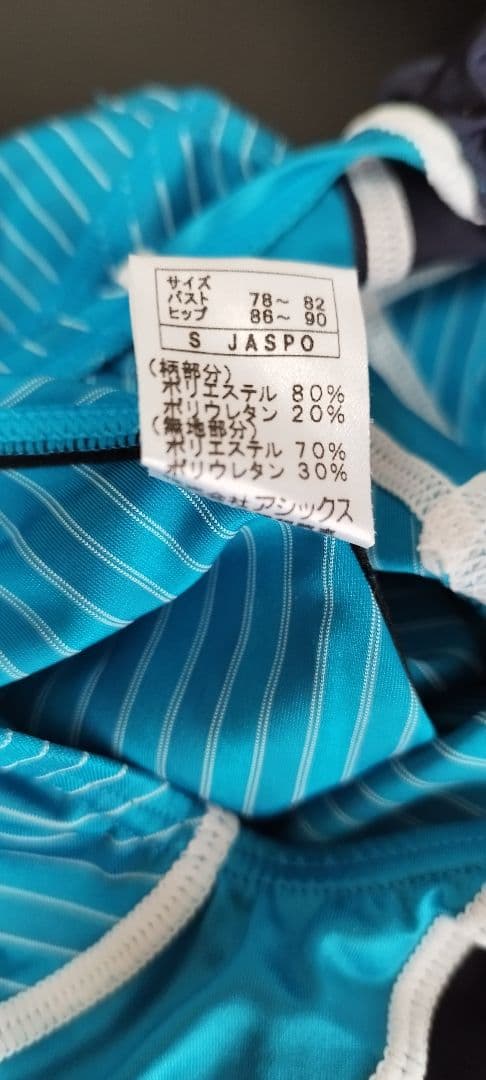 サイズ
バスト 78～ 82
ヒップ 86～ 90
S JASPO
(柄部分)
ポリエステル 80%
ポリウレタン 20%
(無地部分)
ポリエステル 70%
ポリウレタン 30%
会社アシックス